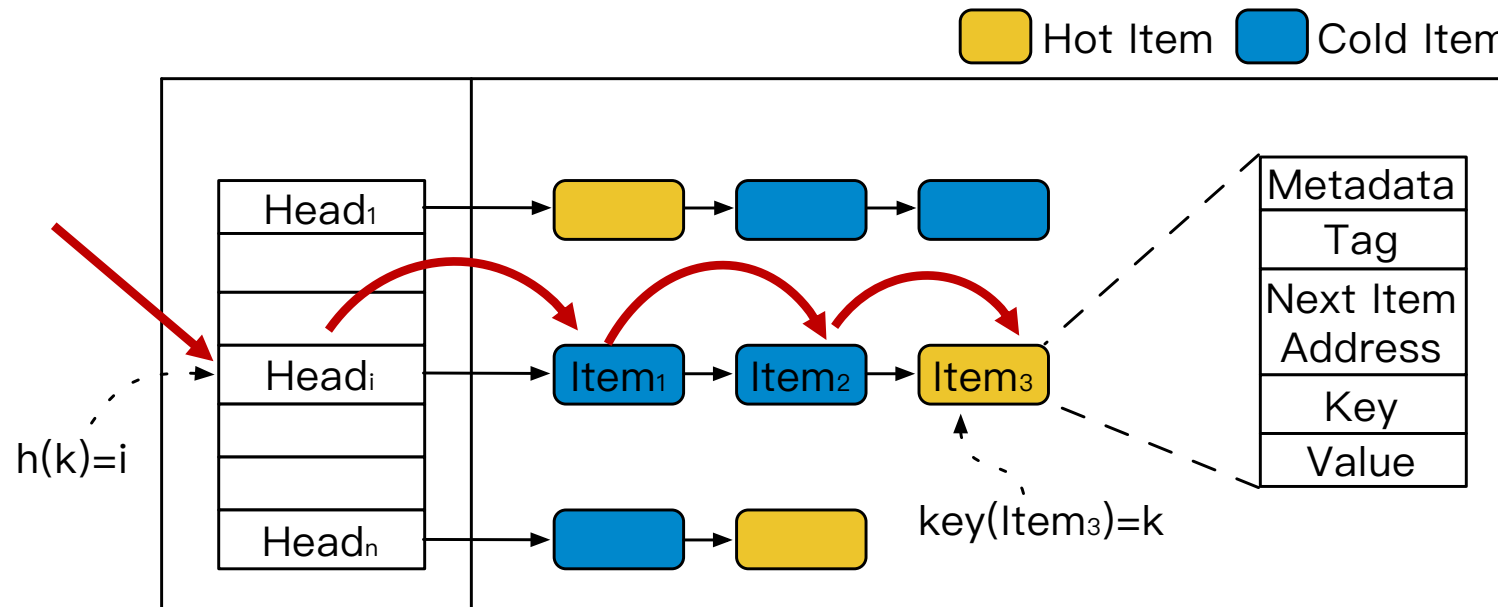 Hot Item Cold Item
Head₁
Metadata
Tag
Next Item
Address
Key
Value
Headᵢ
Item₁
Item₂
Item₃
h(k)=i
key(Item₃)=k
Headₙ